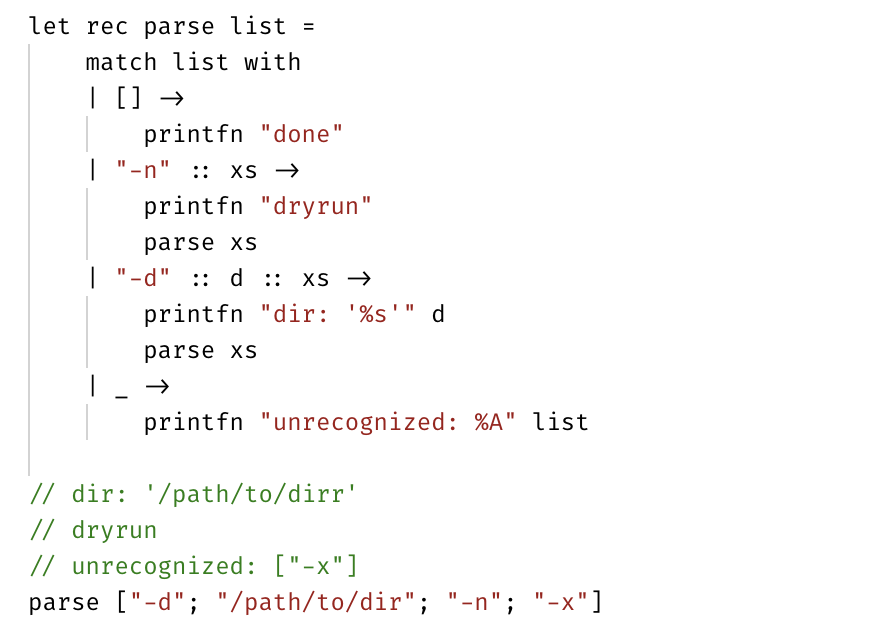 let rec parse list =
    match list with
    | [] ->
        printfn "done"
    | "-n" :: xs ->
        printfn "dryrun"
        parse xs
    | "-d" :: d :: xs ->
        printfn "dir: '%s'" d
        parse xs
    | _ ->
        printfn "unrecognized: %A" list
// dir: '/path/to/dirr'
// dryrun
// unrecognized: ["-x"]
parse ["-d"; "/path/to/dir"; "-n"; "-x"]